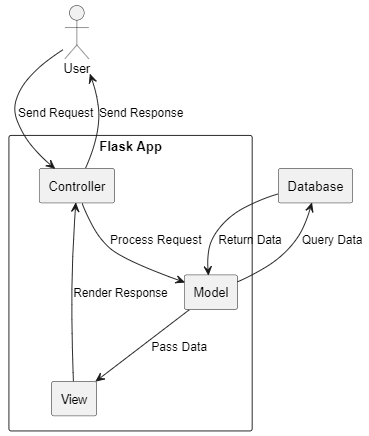 User
Send Request
Send Response
Flask App
Controller
Database
Process Request
Return Data
Query Data
Render Response
Model
Pass Data
View